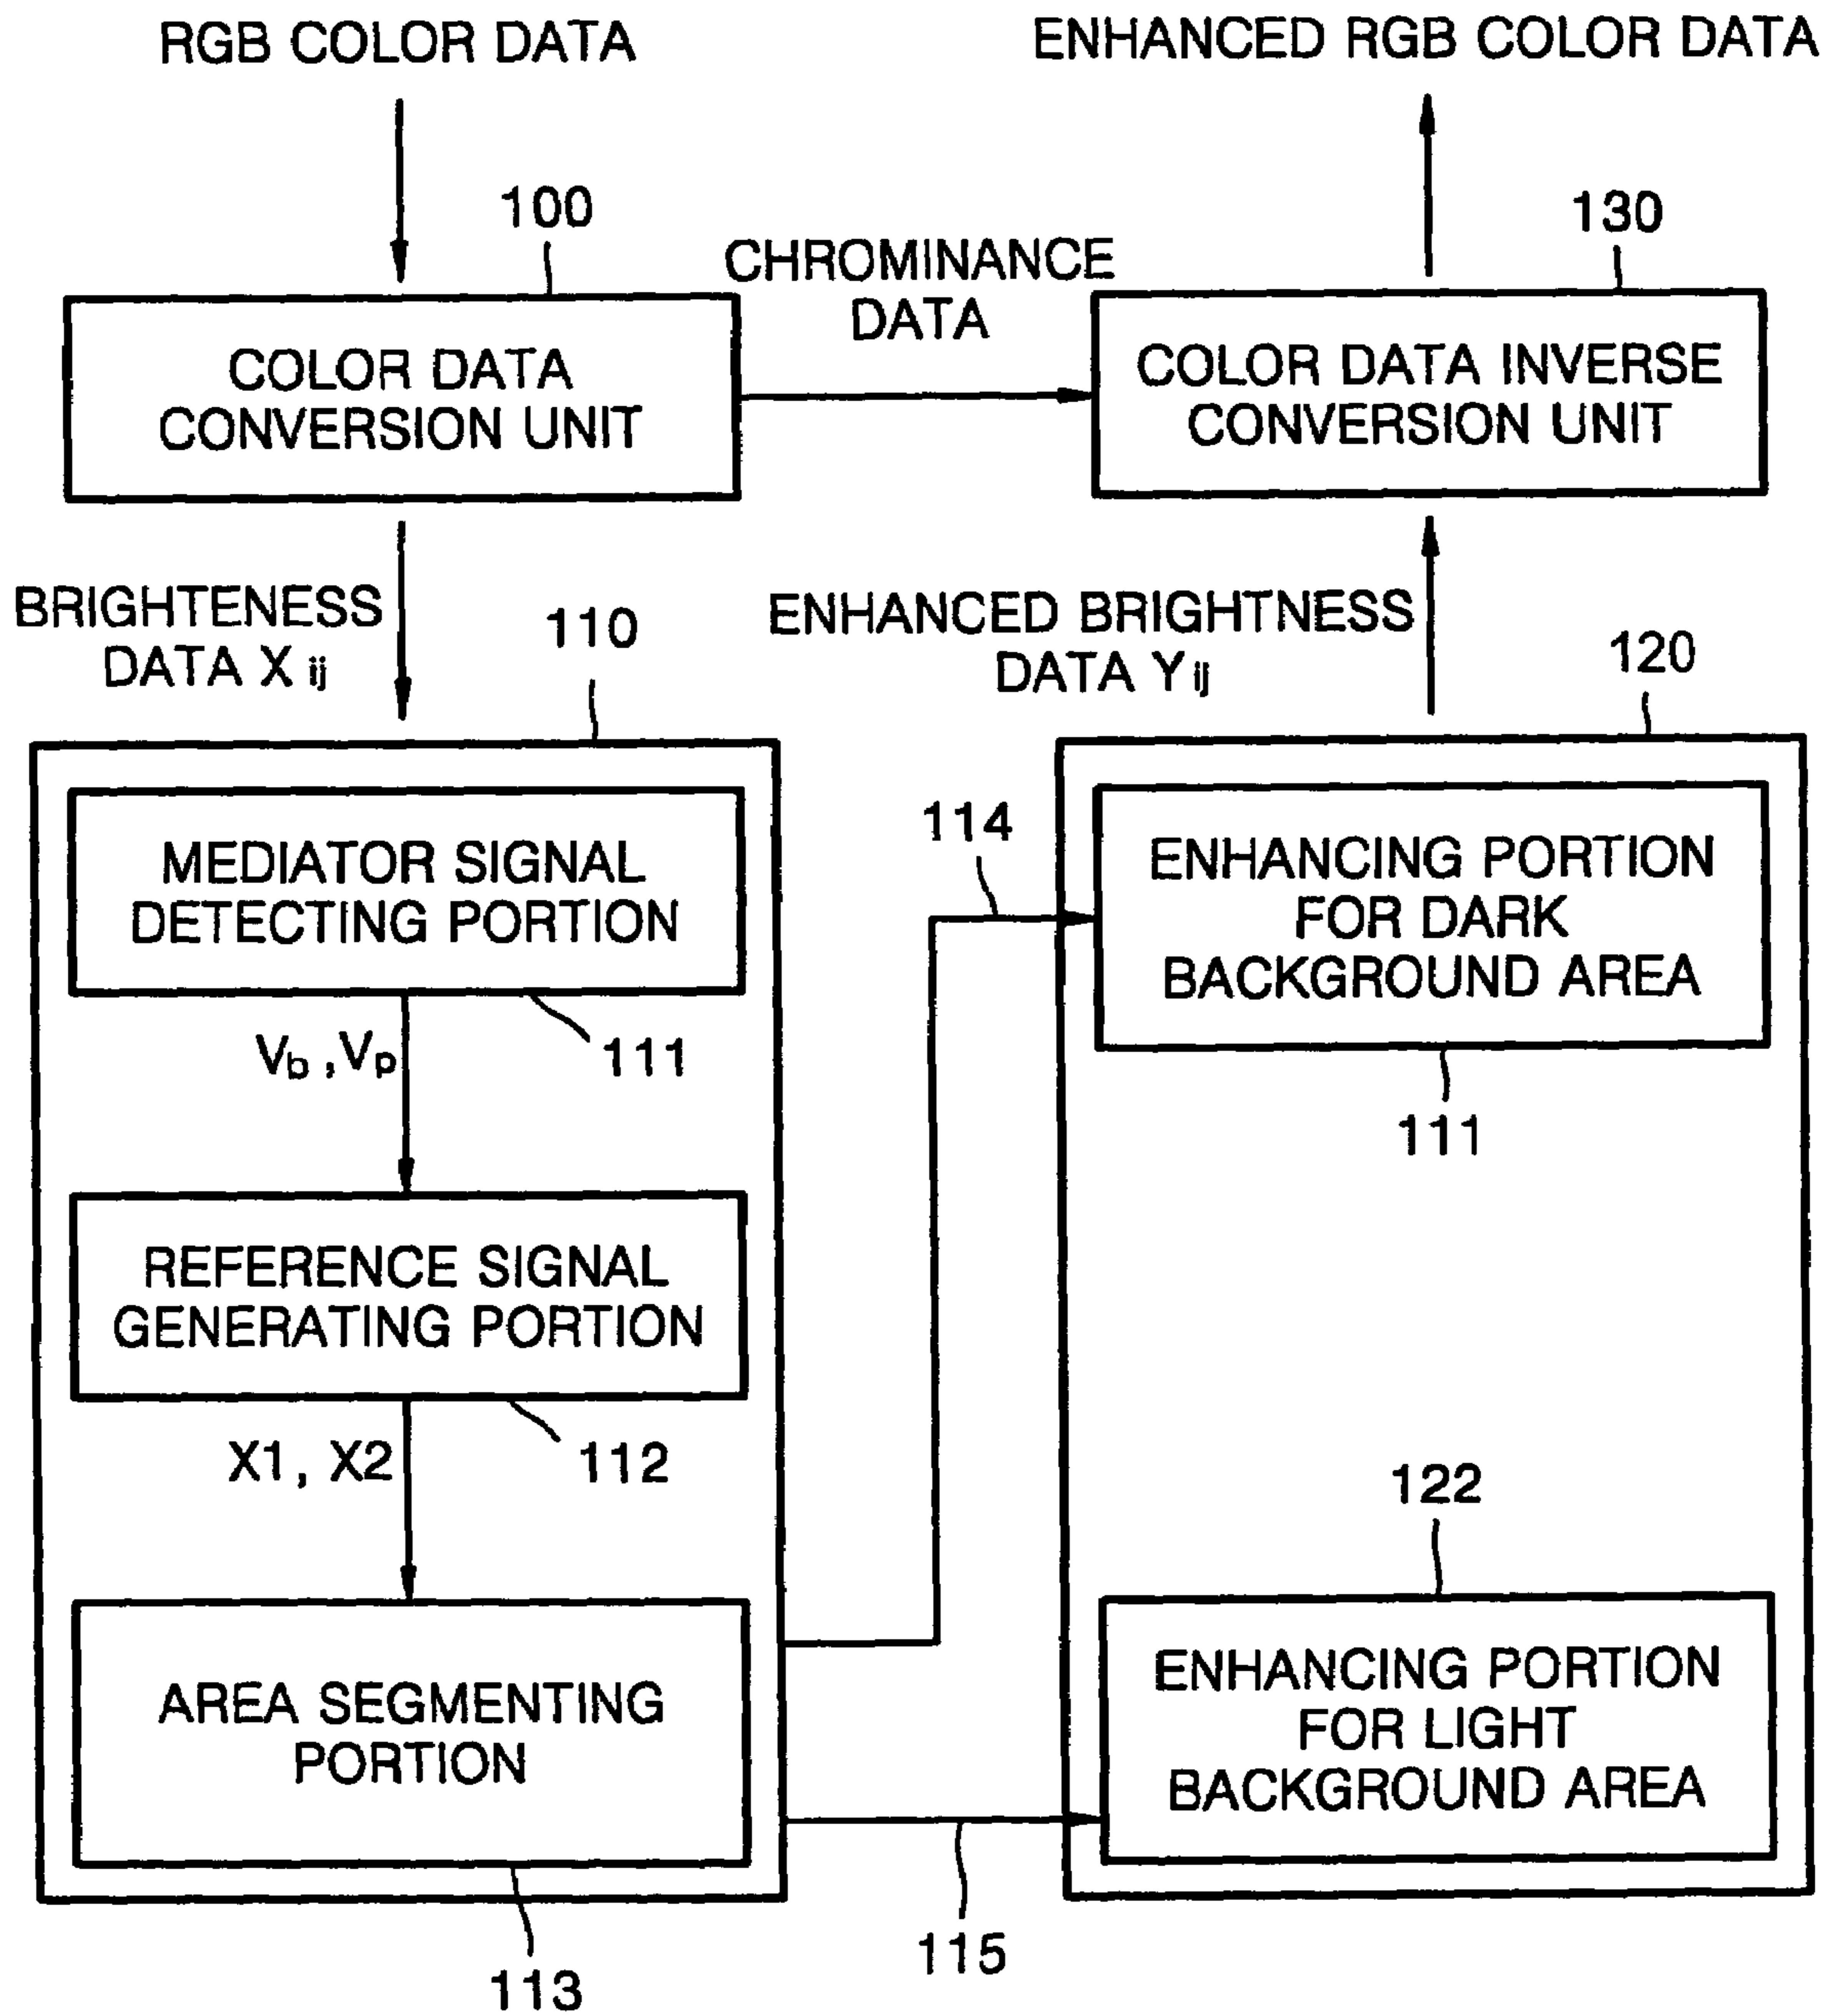 RGB COLOR DATA
ENHANCED RGB COLOR DATA
100
130
CHROMINANCE
DATA
COLOR DATA
CONVERSION UNIT
COLOR DATA INVERSE
CONVERSION UNIT
BRIGHTENESS
DATA X ij
110
ENHANCED BRIGHTNESS
DATA Y ij
120
MEDIATOR SIGNAL
DETECTING PORTION
114
ENHANCING PORTION
FOR DARK
BACKGROUND AREA
Vb ,Vp
111
111
REFERENCE SIGNAL
GENERATING PORTION
X1, X2
112
122
AREA SEGMENTING
PORTION
ENHANCING PORTION
FOR LIGHT
BACKGROUND AREA
115
113